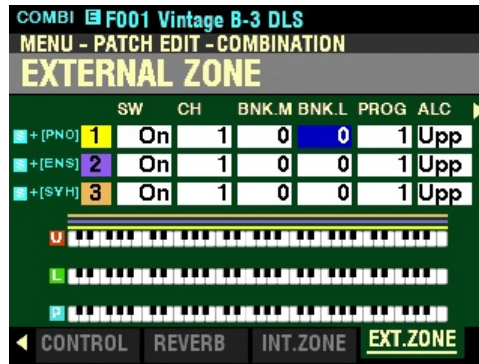 COMBI E F001 Vintage B-3 DLS
MENU - PATCH EDIT - COMBINATION
EXTERNAL ZONE
SW CH BNK.M BNK.L PROG ALC
S + [PNO] 1 On 1 0 0 1 Upp
S + [ENS] 2 On 1 0 0 1 Upp
S + [SYH] 3 On 1 0 0 1 Upp
U
L
P
CONTROL REVERB INT.ZONE EXT.ZONE